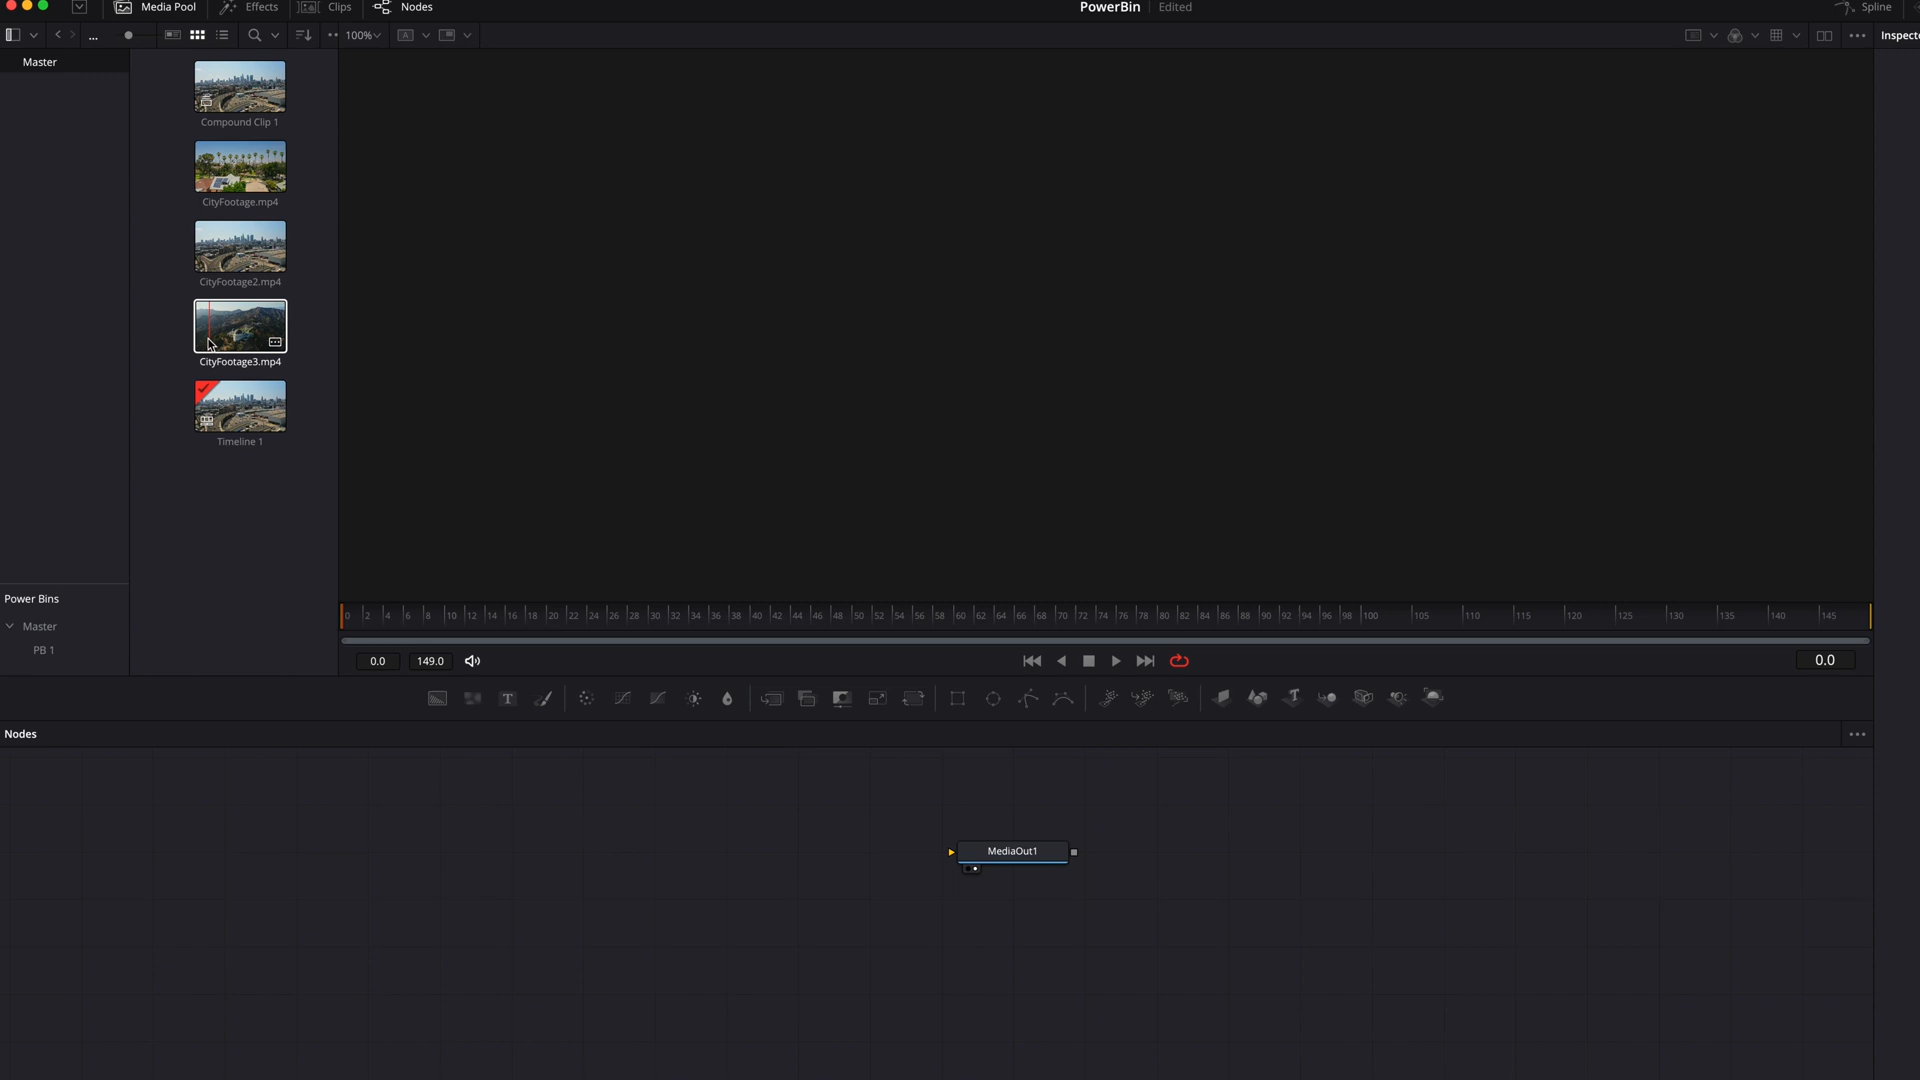 Media Pool
Effects
Clips
Nodes
PowerBin
Edited
Spline
...
100%
A
Master
Compound Clip 1
CityFootage.mp4
CityFootage2.mp4
CityFootage3.mp4
Timeline 1
Power Bins
Master
PB 1
0 2 4 6 8 10 12 14 16 18 20 22 24 26 28 30 32 34 36 38 40 42 44 46 48 50 52 54 56 58 60 62 64 66 68 70 72 74 76 78 80 82 84 86 88 90 92 94 96 98 100 105 110 115 120 125 130 135 140 145
0.0
149.0
0.0
T
Nodes
MediaOut1